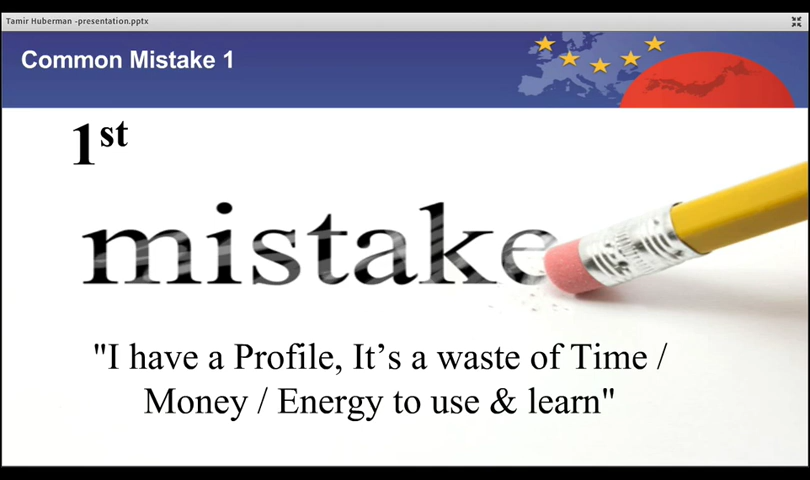 Tamir Huberman -presentation.pptx
Common Mistake 1
1st
mistake
"I have a Profile, It’s a waste of Time /
Money / Energy to use & learn"